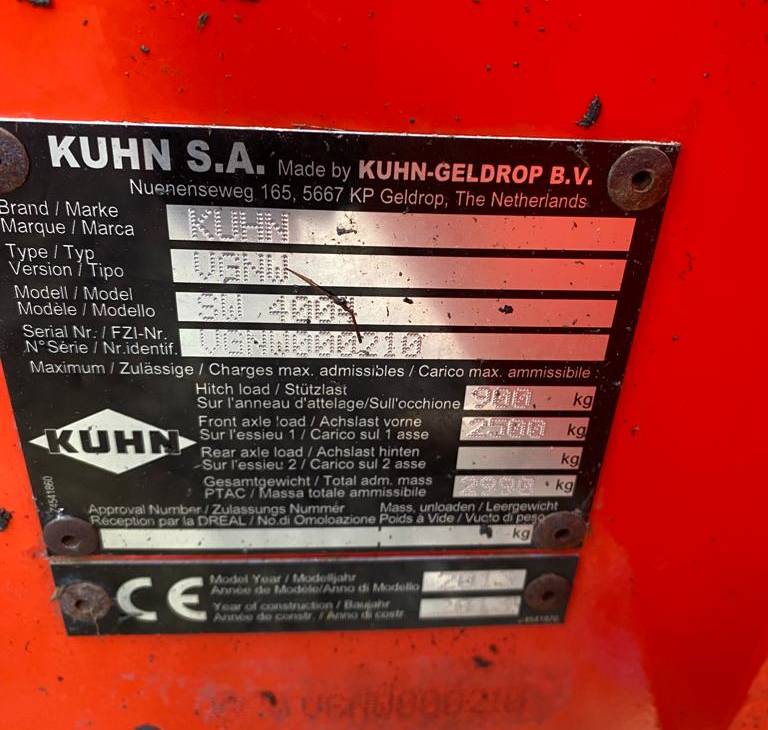 KUHN S.A. Made by KUHN-GELDROP B.V.
Nuenenseweg 165, 5667 KP Geldrop, The Netherlands
Brand / Marke
Marque / Marca
KUHN
Type / Typ
Version / Tipo
VGNW
Modell / Model
Modèle / Modello
SW 4004
Serial Nr. / FZI-Nr.
N° Série / Nr.identif.
VGNW000210
Maximum / Zulässige / Charges max. admissibles / Carico max. ammissibile :
Hitch load / Stützlast
Sur l'anneau d'attelage/Sull'occhione
900 kg
Front axle load / Achslast vorne
Sur l'essieu 1 / Carico sul 1 asse
2500 kg
Rear axle load / Achslast hinten
Sur l'essieu 2 / Carico sul 2 asse
kg
Gesamtgewicht / Total adm. mass
PTAC / Massa totale ammissibile
2990 kg
KUHN
Z4541860
Approval Number / Zulassungs Nummér Mass, unloaden / Leergewicht
Réception par la DREAL / No.di Omoloazione Poids à Vide / Vuoto di peso
kg
CE
Model Year / Modelljahr
Année de Modèle/Anno di Modello
Year of construction / Baujahr
Année de constr. / Anno di costr.
VGNW000210